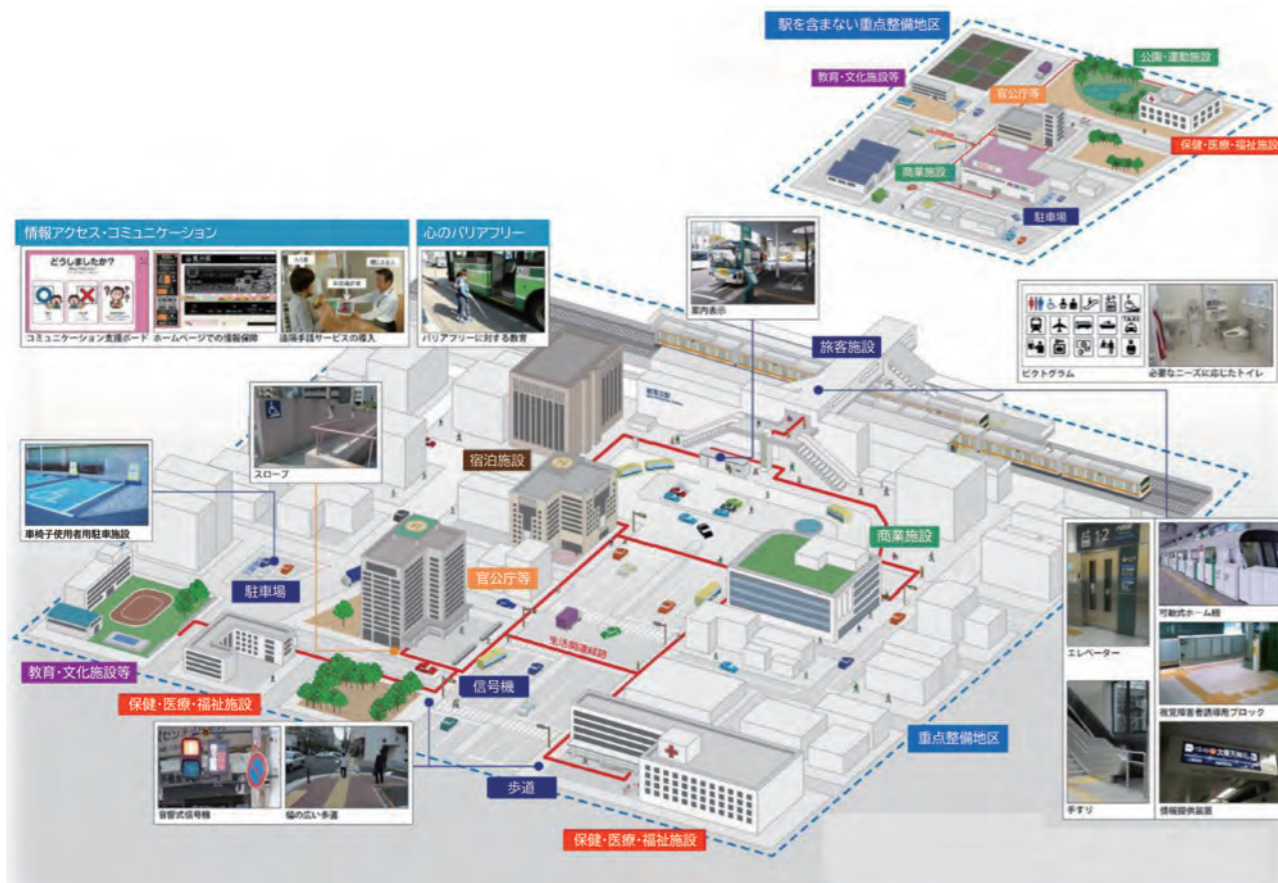 駅を含まない重点整備地区
公園・運動施設
教育・文化施設等
官公庁等
保健・医療・福祉施設
商業施設
駐車場
情報アクセス・コミュニケーション
心のバリアフリー
どうしましたか?
コミュニケーション支援ボード
ホームページでの情報保障
遠隔手話サービスの導入
バリアフリーに対する教育
案内表示
旅客施設
TAXI
ピクトグラム
必要なニーズに応じたトイレ
スロープ
宿泊施設
車椅子使用者用駐車施設
商業施設
駐車場
官公庁等
1・2
エレベーター
可動式ホーム柵
生活関連経路
教育・文化施設等
信号機
保健・医療・福祉施設
視覚障害者誘導用ブロック
重点整備地区
歩道
音響式信号機
幅の広い歩道
手すり
情報提供装置
保健・医療・福祉施設